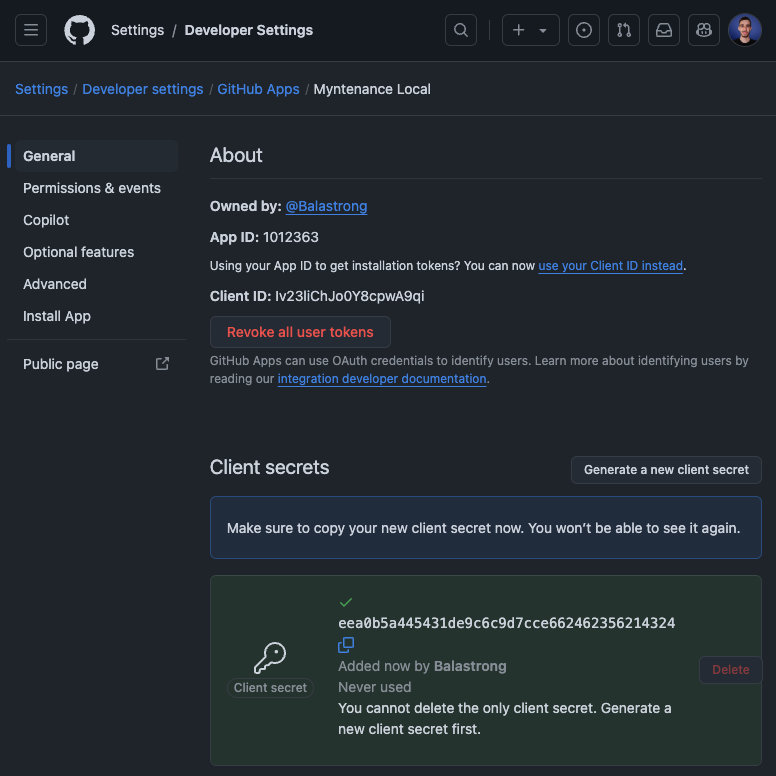 Settings / Developer Settings
Settings / Developer settings / GitHub Apps / Myntenance Local
General
Permissions & events
Copilot
Optional features
Advanced
Install App
Public page
About
Owned by: @Balastrong
App ID: 1012363
Using your App ID to get installation tokens? You can now use your Client ID instead.
Client ID: Iv23liChJo0Y8cpwA9qi
Revoke all user tokens
GitHub Apps can use OAuth credentials to identify users. Learn more about identifying users by
reading our integration developer documentation.
Client secrets
Generate a new client secret
Make sure to copy your new client secret now. You won't be able to see it again.
eea0b5a445431de9c6c9d7cce662462356214324
Client secret
Added now by Balastrong
Never used
You cannot delete the only client secret. Generate a
new client secret first.
Delete